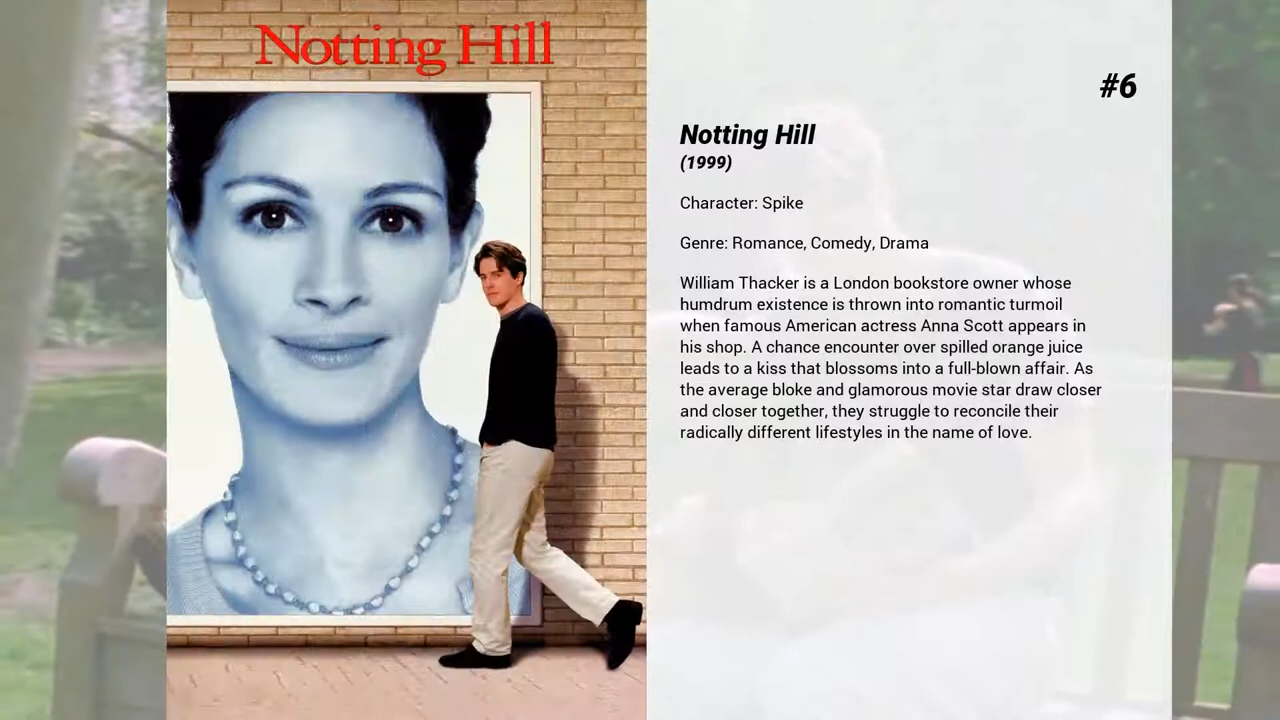 Notting Hill
#6
Notting Hill
(1999)
Character: Spike
Genre: Romance, Comedy, Drama
William Thacker is a London bookstore owner whose
humdrum existence is thrown into romantic turmoil
when famous American actress Anna Scott appears in
his shop. A chance encounter over spilled orange juice
leads to a kiss that blossoms into a full-blown affair. As
the average bloke and glamorous movie star draw closer
and closer together, they struggle to reconcile their
radically different lifestyles in the name of love.